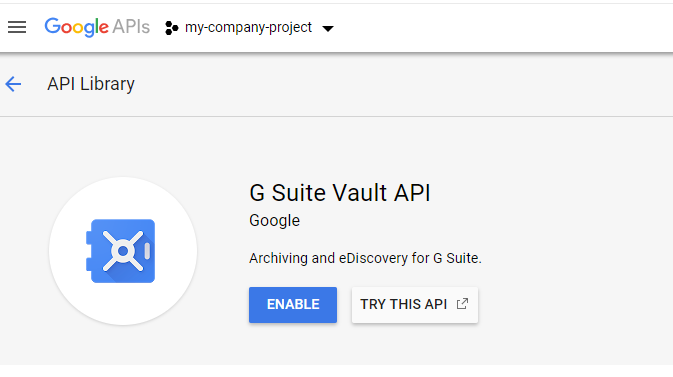 Google APIs my-company-project
API Library
G Suite Vault API
Google
Archiving and eDiscovery for G Suite.
ENABLE TRY THIS API